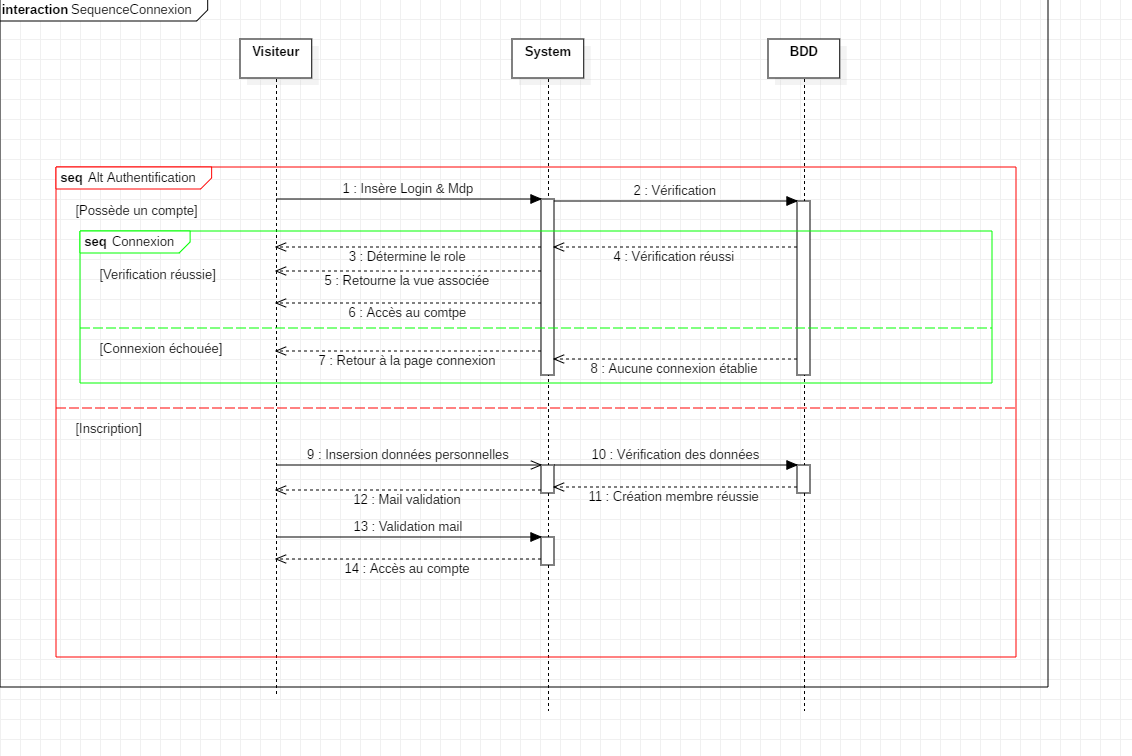 interaction SequenceConnexion
Visiteur
System
BDD
seq Alt Authentification
1 : Insère Login & Mdp
2 : Vérification
[Possède un compte]
seq Connexion
3 : Détermine le role
4 : Vérification réussi
[Verification réussie]
5 : Retourne la vue associée
6 : Accès au comtpe
[Connexion échouée]
7 : Retour à la page connexion
8 : Aucune connexion établie
[Inscription]
9 : Insersion données personnelles
10 : Vérification des données
12 : Mail validation
11 : Création membre réussie
13 : Validation mail
14 : Accès au compte